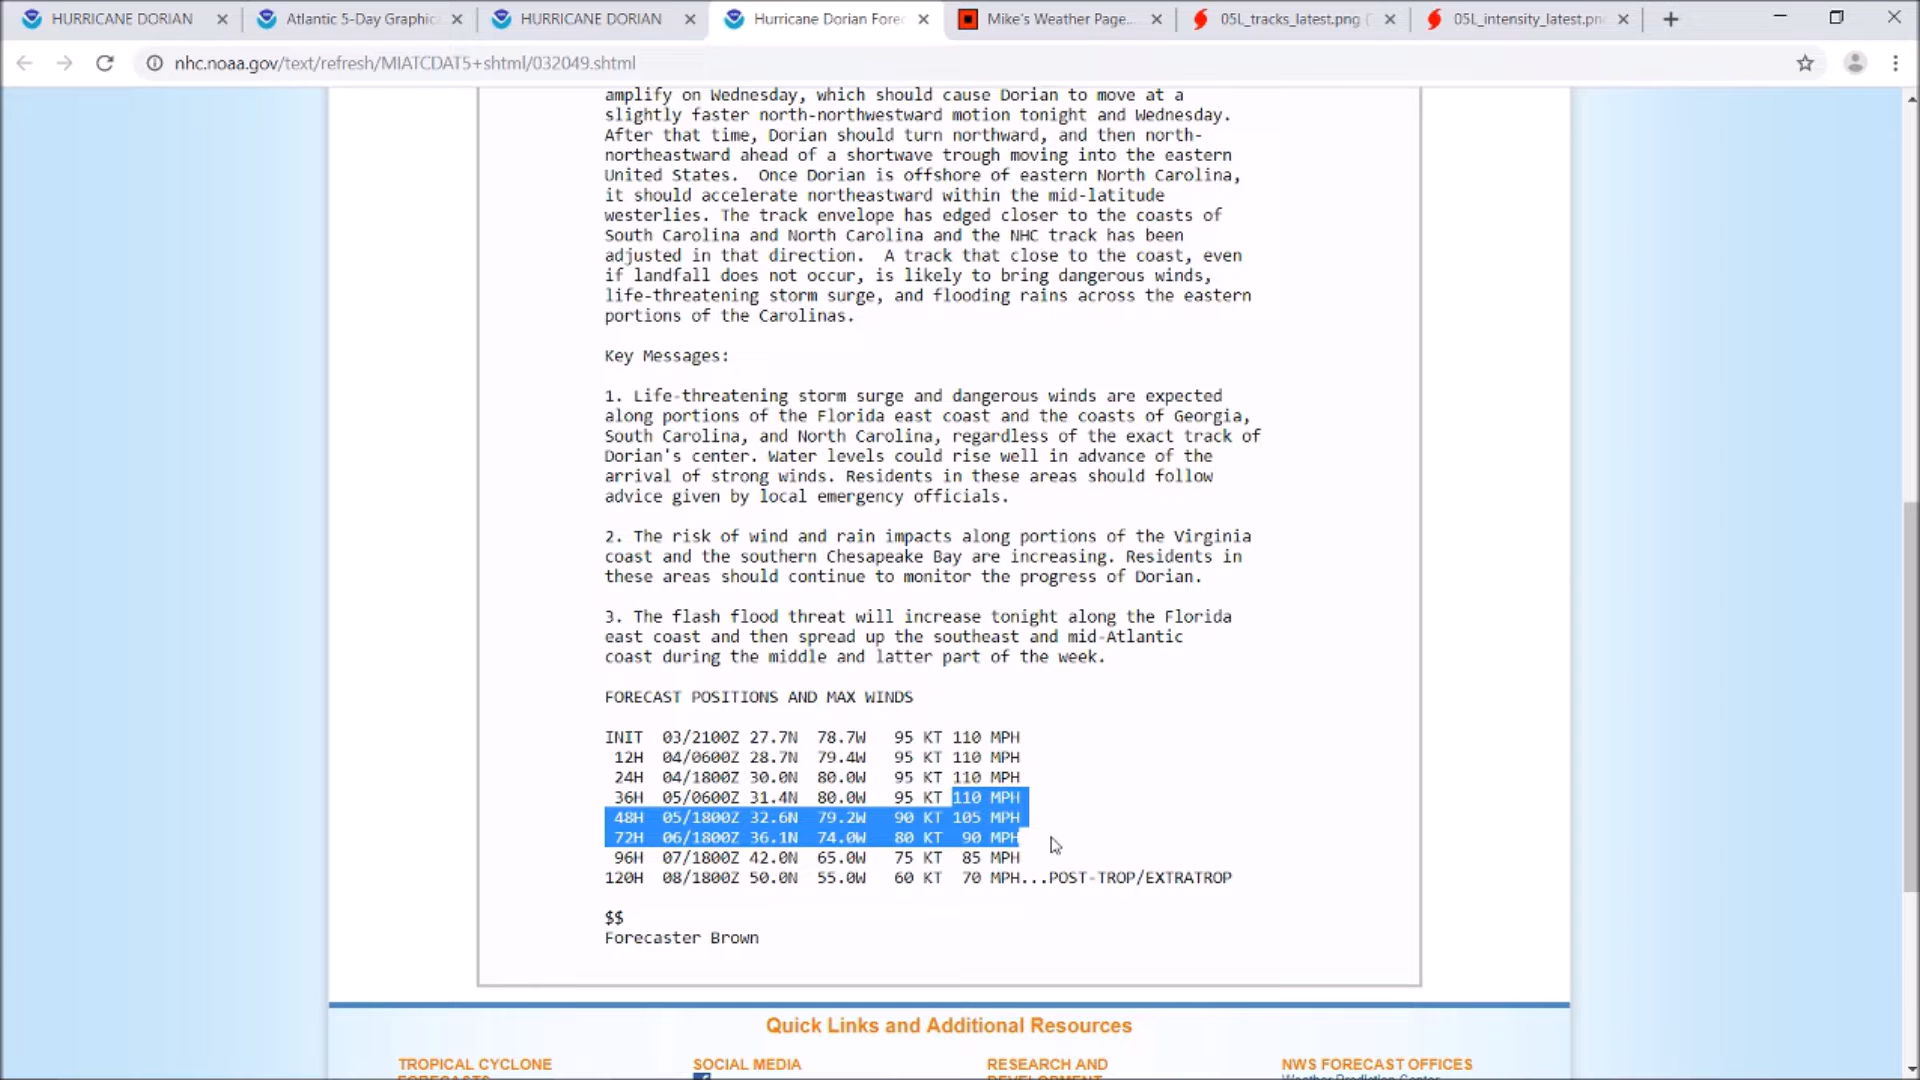 HURRICANE DORIAN
Atlantic 5-Day Graphic
HURRICANE DORIAN
Hurricane Dorian Fore
Mike's Weather Page...
05L_tracks_latest.png (
05L_intensity_latest.pn
nhc.noaa.gov/text/refresh/MIATCDAT5+shtml/032049.shtml
amplify on Wednesday, which should cause Dorian to move at a
slightly faster north-northwestward motion tonight and Wednesday.
After that time, Dorian should turn northward, and then north-
northeastward ahead of a shortwave trough moving into the eastern
United States.  Once Dorian is offshore of eastern North Carolina,
it should accelerate northeastward within the mid-latitude
westerlies. The track envelope has edged closer to the coasts of
South Carolina and North Carolina and the NHC track has been
adjusted in that direction.  A track that close to the coast, even
if landfall does not occur, is likely to bring dangerous winds,
life-threatening storm surge, and flooding rains across the eastern
portions of the Carolinas.
Key Messages:
1. Life-threatening storm surge and dangerous winds are expected
along portions of the Florida east coast and the coasts of Georgia,
South Carolina, and North Carolina, regardless of the exact track of
Dorian's center. Water levels could rise well in advance of the
arrival of strong winds. Residents in these areas should follow
advice given by local emergency officials.
2. The risk of wind and rain impacts along portions of the Virginia
coast and the southern Chesapeake Bay are increasing. Residents in
these areas should continue to monitor the progress of Dorian.
3. The flash flood threat will increase tonight along the Florida
east coast and then spread up the southeast and mid-Atlantic
coast during the middle and latter part of the week.
FORECAST POSITIONS AND MAX WINDS
INIT  03/2100Z 27.7N  78.7W   95 KT 110 MPH
12H  04/0600Z 28.7N  79.4W   95 KT 110 MPH
24H  04/1800Z 30.0N  80.0W   95 KT 110 MPH
36H  05/0600Z 31.4N  80.0W   95 KT 110 MPH
48H  05/1800Z 32.6N  79.2W   90 KT 105 MPH
72H  06/1800Z 36.1N  74.0W   80 KT  90 MPH
96H  07/1800Z 42.0N  65.0W   75 KT  85 MPH
120H  08/1800Z 50.0N  55.0W   60 KT  70 MPH...POST-TROP/EXTRATROP
$$
Forecaster Brown
Quick Links and Additional Resources
TROPICAL CYCLONE
FORECASTS
SOCIAL MEDIA
RESEARCH AND
DEVELOPMENT
NWS FORECAST OFFICES
Weather Prediction Center